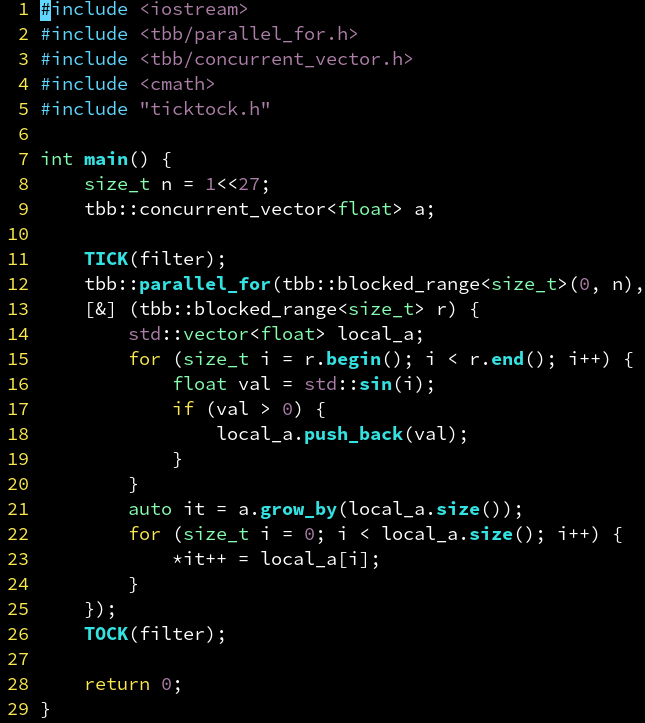 1 #include <iostream>
2 #include <tbb/parallel_for.h>
3 #include <tbb/concurrent_vector.h>
4 #include <cmath>
5 #include "ticktock.h"
6
7 int main() {
8     size_t n = 1<<27;
9     tbb::concurrent_vector<float> a;
10
11     TICK(filter);
12     tbb::parallel_for(tbb::blocked_range<size_t>(0, n),
13     [&] (tbb::blocked_range<size_t> r) {
14         std::vector<float> local_a;
15         for (size_t i = r.begin(); i < r.end(); i++) {
16             float val = std::sin(i);
17             if (val > 0) {
18                 local_a.push_back(val);
19             }
20         }
21         auto it = a.grow_by(local_a.size());
22         for (size_t i = 0; i < local_a.size(); i++) {
23             *it++ = local_a[i];
24         }
25     });
26     TOCK(filter);
27
28     return 0;
29 }